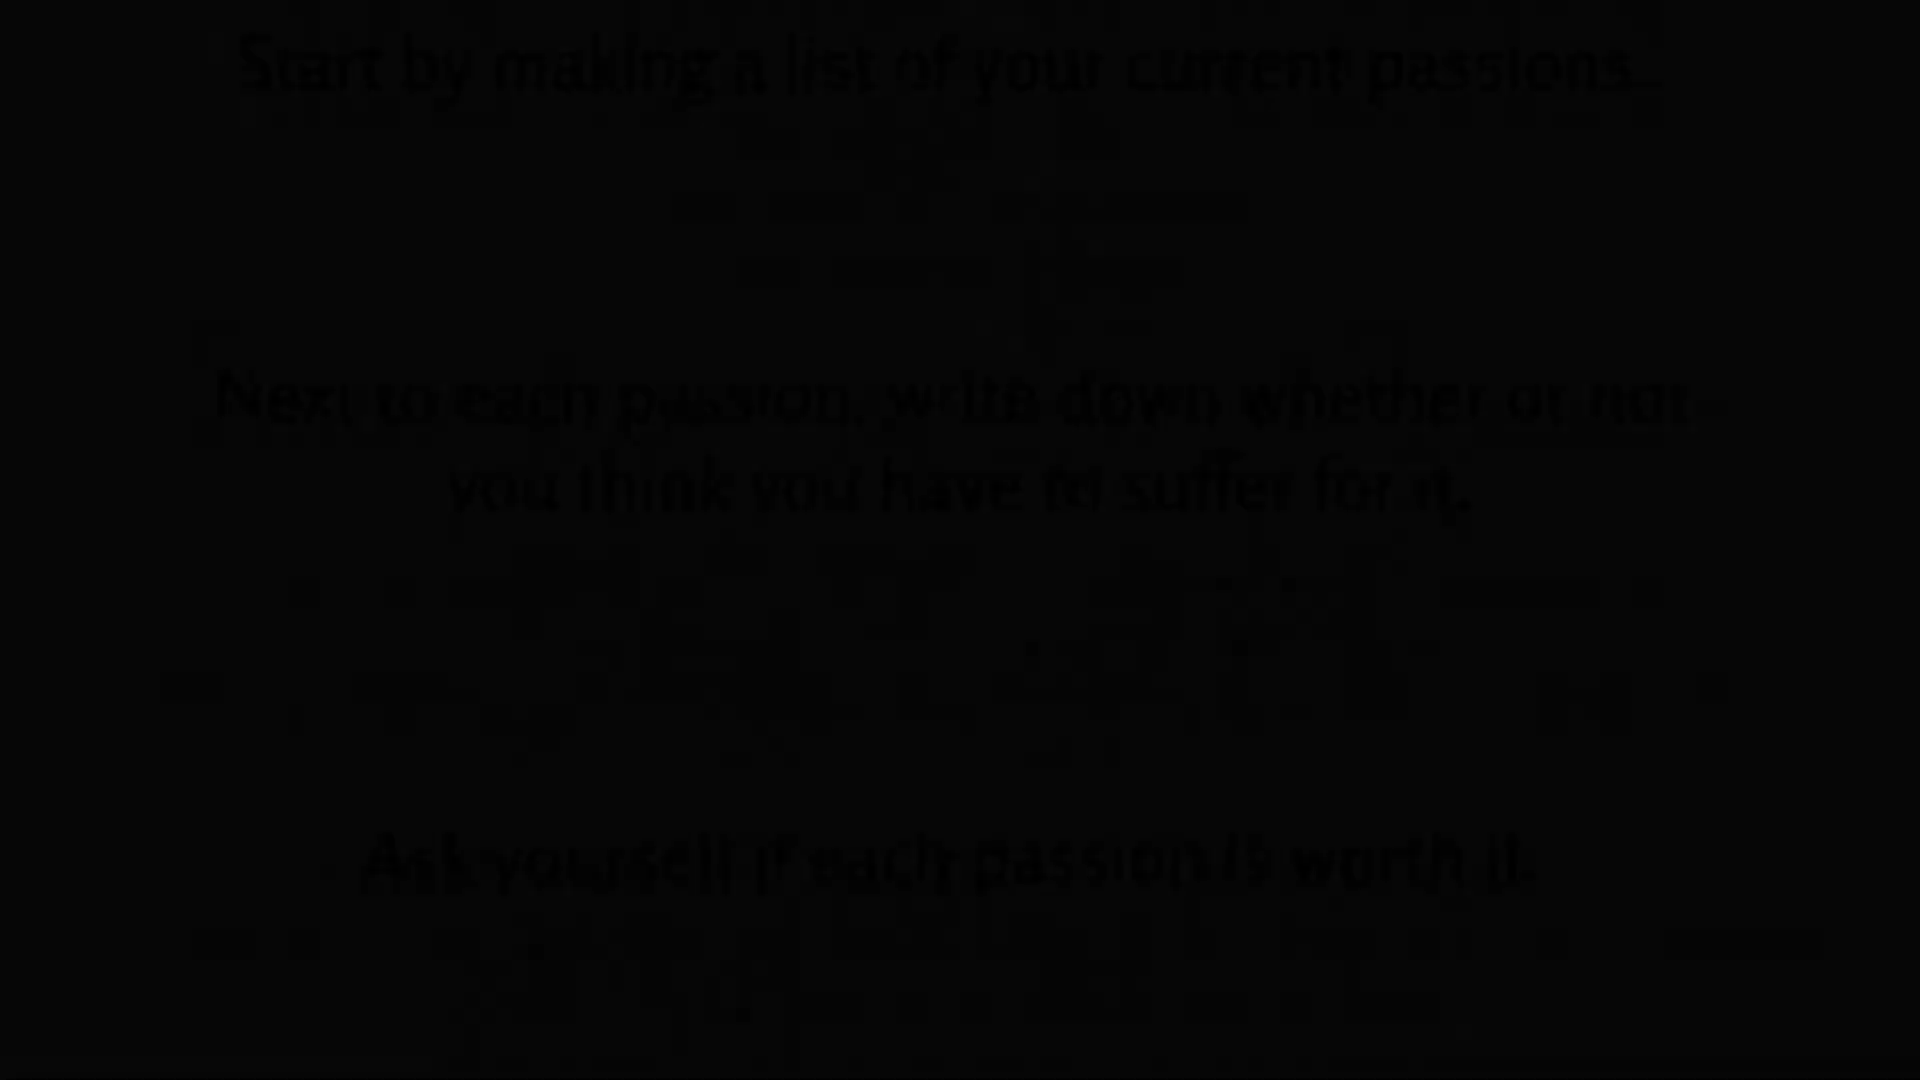 Start by making a list of your current passions.
Next to each passion, write down whether or not
you think you have to suffer for it.
Ask yourself if each passion is worth it.